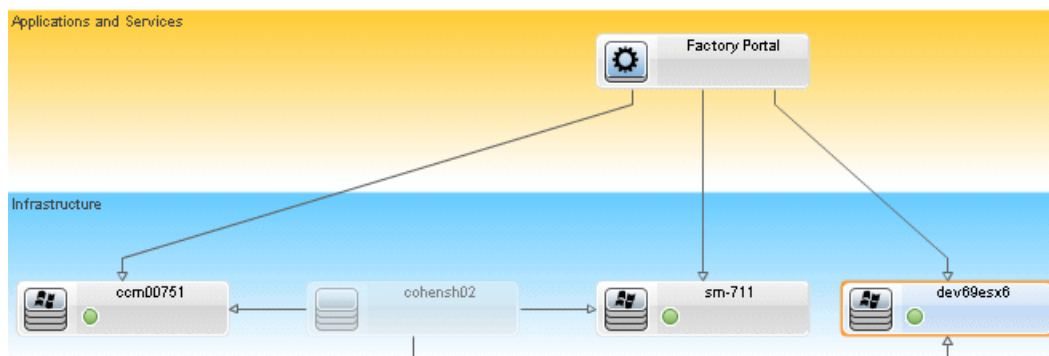 Applications and Services
Factory Portal
Infrastructure
ccm00751
cohensh02
sm-711
dev69esx6